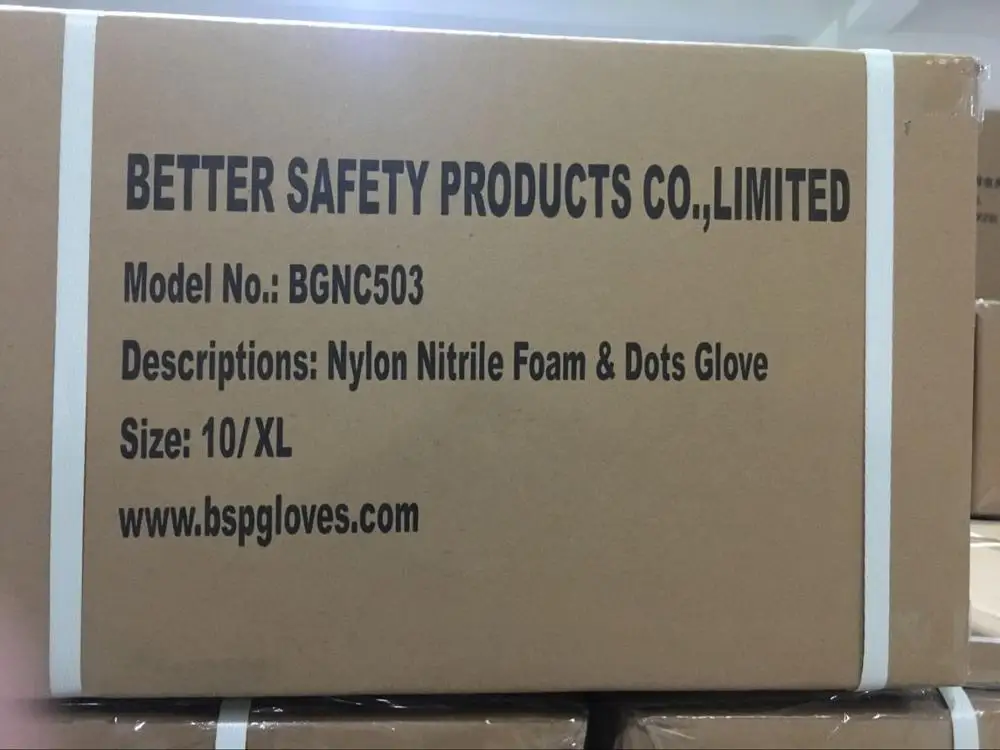 BETTER SAFETY PRODUCTS CO.,LIMITED
Model No.: BGNC503
Descriptions: Nylon Nitrile Foam & Dots Glove
Size: 10/XL
www.bspgloves.com